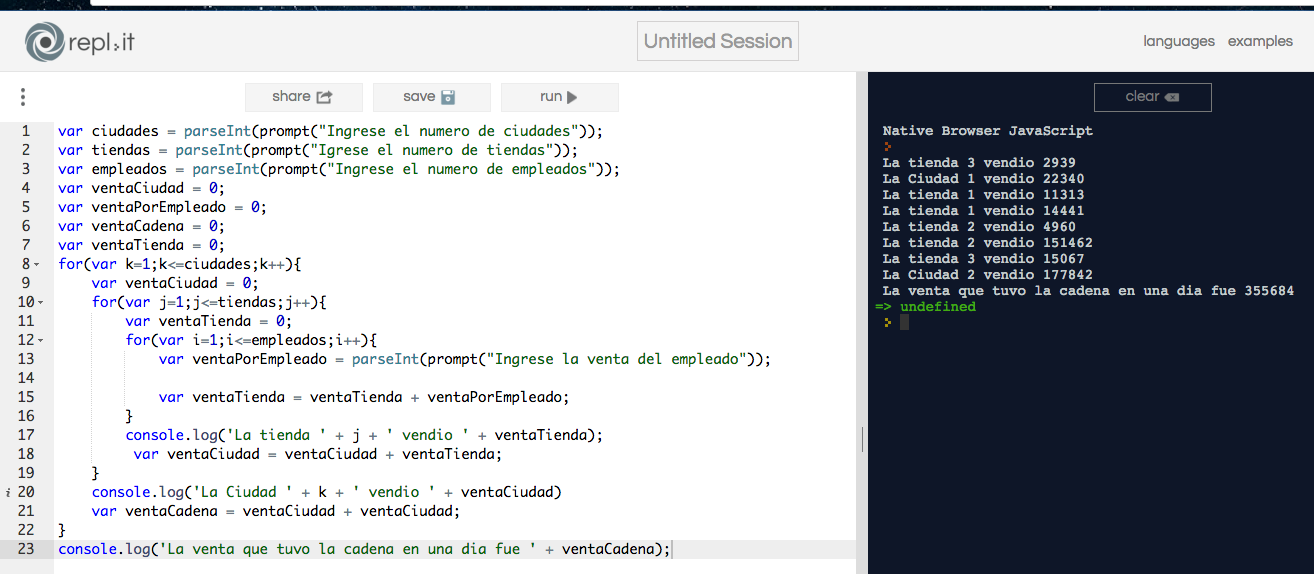 repl.it
Untitled Session
languages examples
share save run
clear
1 var ciudades = parseInt(prompt("Ingrese el numero de ciudades"));
2 var tiendas = parseInt(prompt("Igrese el numero de tiendas"));
3 var empleados = parseInt(prompt("Ingrese el numero de empleados"));
4 var ventaCiudad = 0;
5 var ventaPorEmpleado = 0;
6 var ventaCadena = 0;
7 var ventaTienda = 0;
8 for(var k=1;k<=ciudades;k++){
9 var ventaCiudad = 0;
10 for(var j=1;j<=tiendas;j++){
11 var ventaTienda = 0;
12 for(var i=1;i<=empleados;i++){
13 var ventaPorEmpleado = parseInt(prompt("Ingrese la venta del empleado"));
14
15 var ventaTienda = ventaTienda + ventaPorEmpleado;
16 }
17 console.log('La tienda ' + j + ' vendio ' + ventaTienda);
18 var ventaCiudad = ventaCiudad + ventaTienda;
19 }
i 20 console.log('La Ciudad ' + k + ' vendio ' + ventaCiudad)
21 var ventaCadena = ventaCiudad + ventaCiudad;
22 }
23 console.log('La venta que tuvo la cadena en una dia fue ' + ventaCadena);
Native Browser JavaScript
>
La tienda 3 vendio 2939
La Ciudad 1 vendio 22340
La tienda 1 vendio 11313
La tienda 1 vendio 14441
La tienda 2 vendio 4960
La tienda 2 vendio 151462
La tienda 3 vendio 15067
La Ciudad 2 vendio 177842
La venta que tuvo la cadena en una dia fue 355684
=> undefined
>